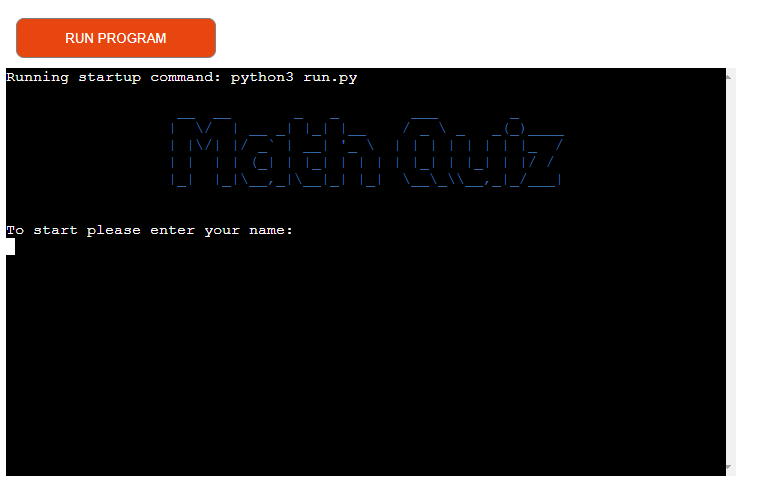 RUN PROGRAM
Running startup command: python3 run.py
Math Quiz
To start please enter your name: